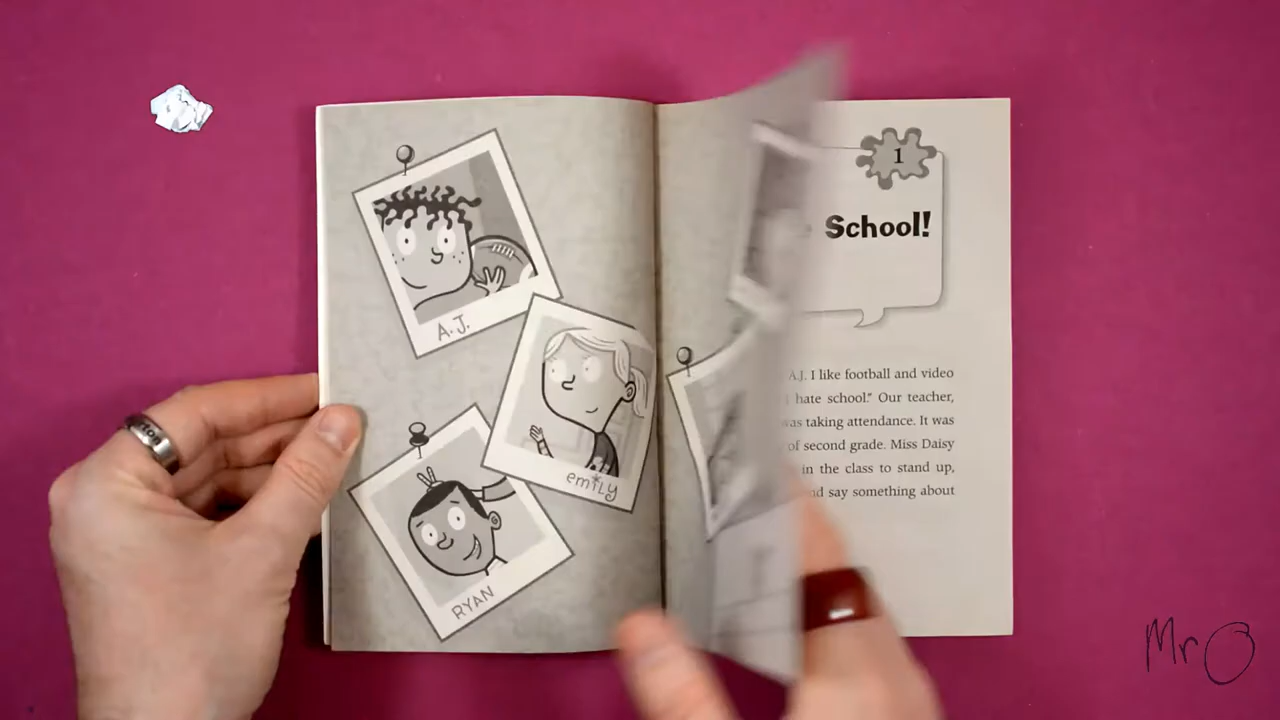 A.J.
emily
RYAN
1
School!
A.J. I like football and video
hate school." Our teacher,
was taking attendance. It was
of second grade. Miss Daisy
in the class to stand up,
and say something about
Mr O